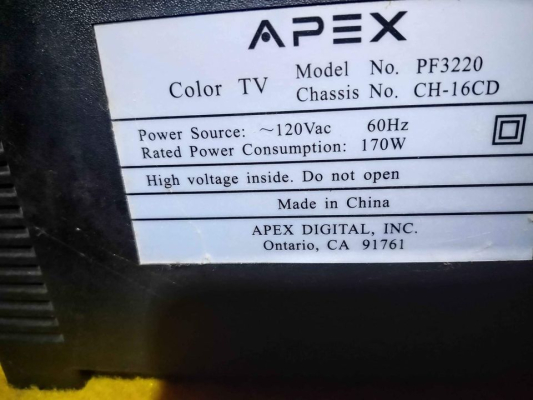 APEX
Color TV Model No. PF3220
Chassis No. CH-16CD
Power Source: ~120Vac 60Hz
Rated Power Consumption: 170W
High voltage inside. Do not open
Made in China
APEX DIGITAL, INC.
Ontario, CA 91761